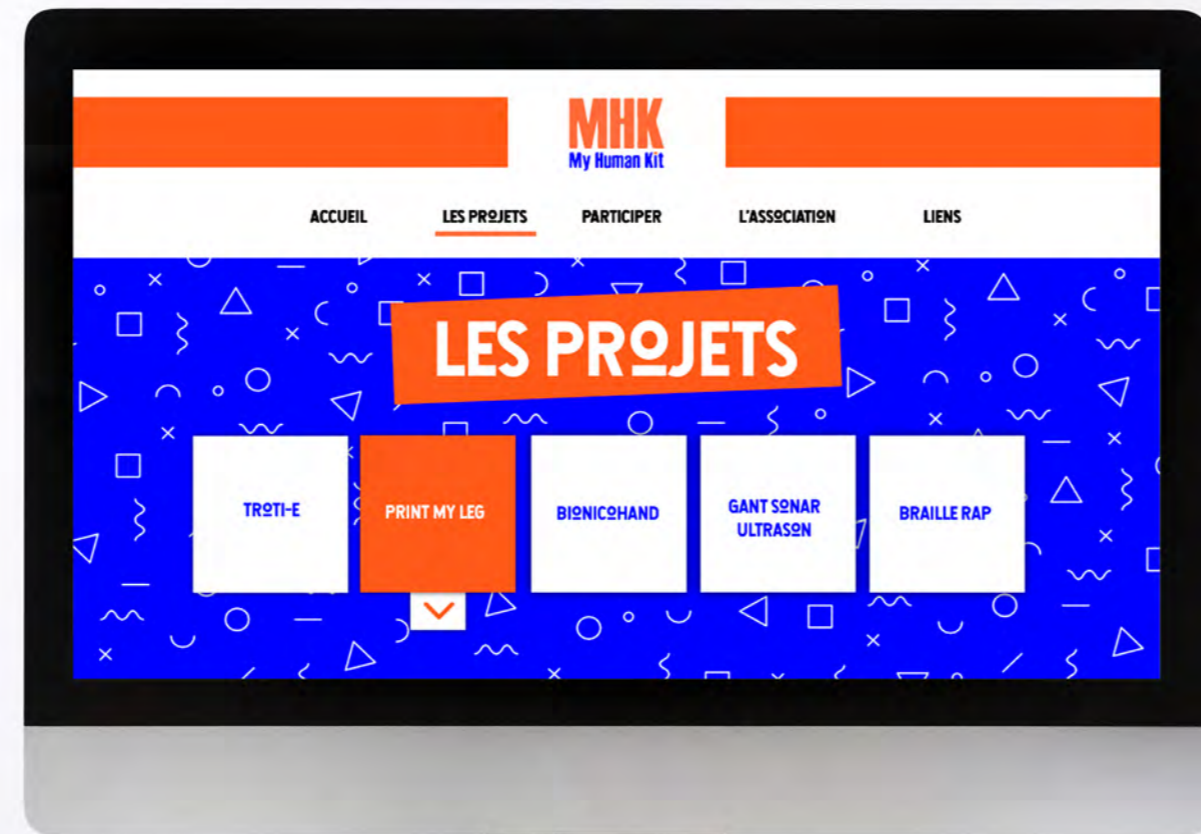 MHK
My Human Kit
ACCUEIL LES PROJETS PARTICIPER L'ASSOCIATION LIENS
LES PROJETS
TROTI-E
PRINT MY LEG
BIONICOHAND
GANT SONAR
ULTRASON
BRAILLE RAP